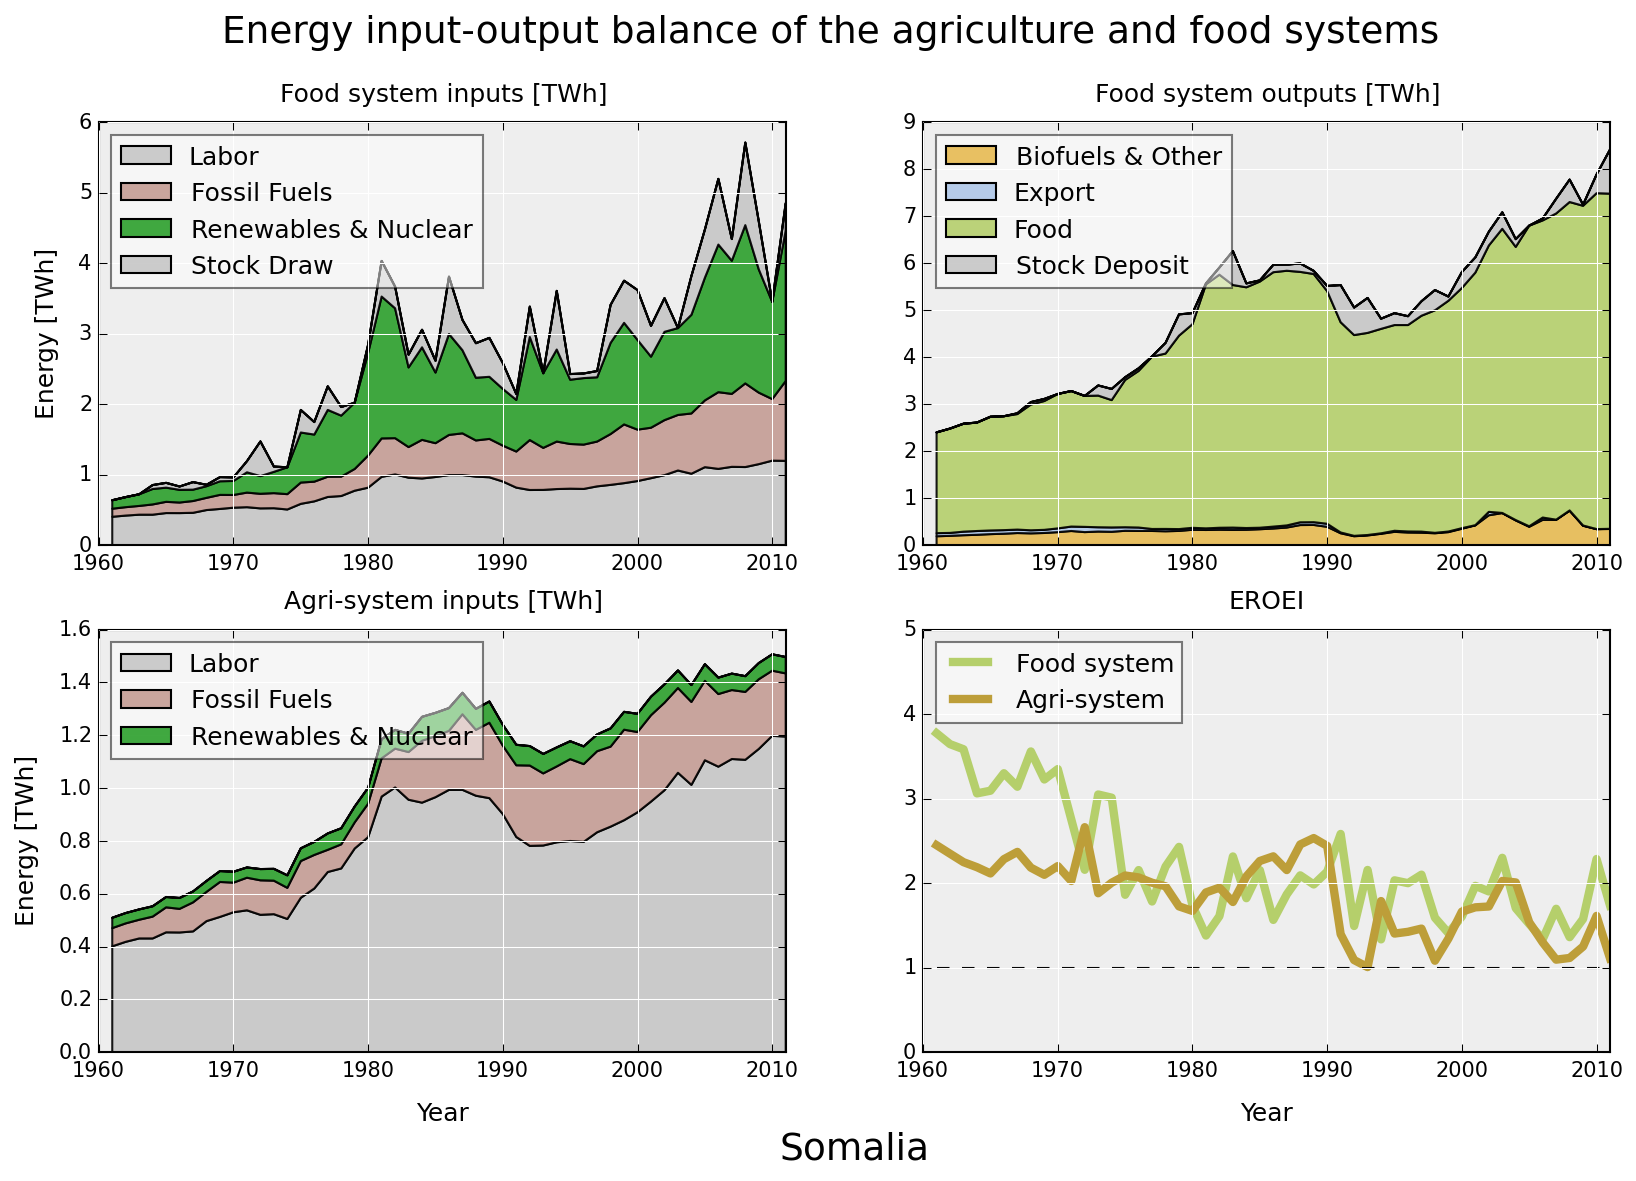 Energy input-output balance of the agriculture and food systems
Food system inputs [TWh]
Energy [TWh]
6
5
4
3
2
1
0
1960 1970 1980 1990 2000 2010
Labor
Fossil Fuels
Renewables & Nuclear
Stock Draw
Food system outputs [TWh]
9
8
7
6
5
4
3
2
1
0
1960 1970 1980 1990 2000 2010
Biofuels & Other
Export
Food
Stock Deposit
Agri-system inputs [TWh]
Energy [TWh]
1.6
1.4
1.2
1.0
0.8
0.6
0.4
0.2
0.0
1960 1970 1980 1990 2000 2010
Year
Labor
Fossil Fuels
Renewables & Nuclear
EROEI
5
4
3
2
1
0
1960 1970 1980 1990 2000 2010
Year
Food system
Agri-system
Somalia